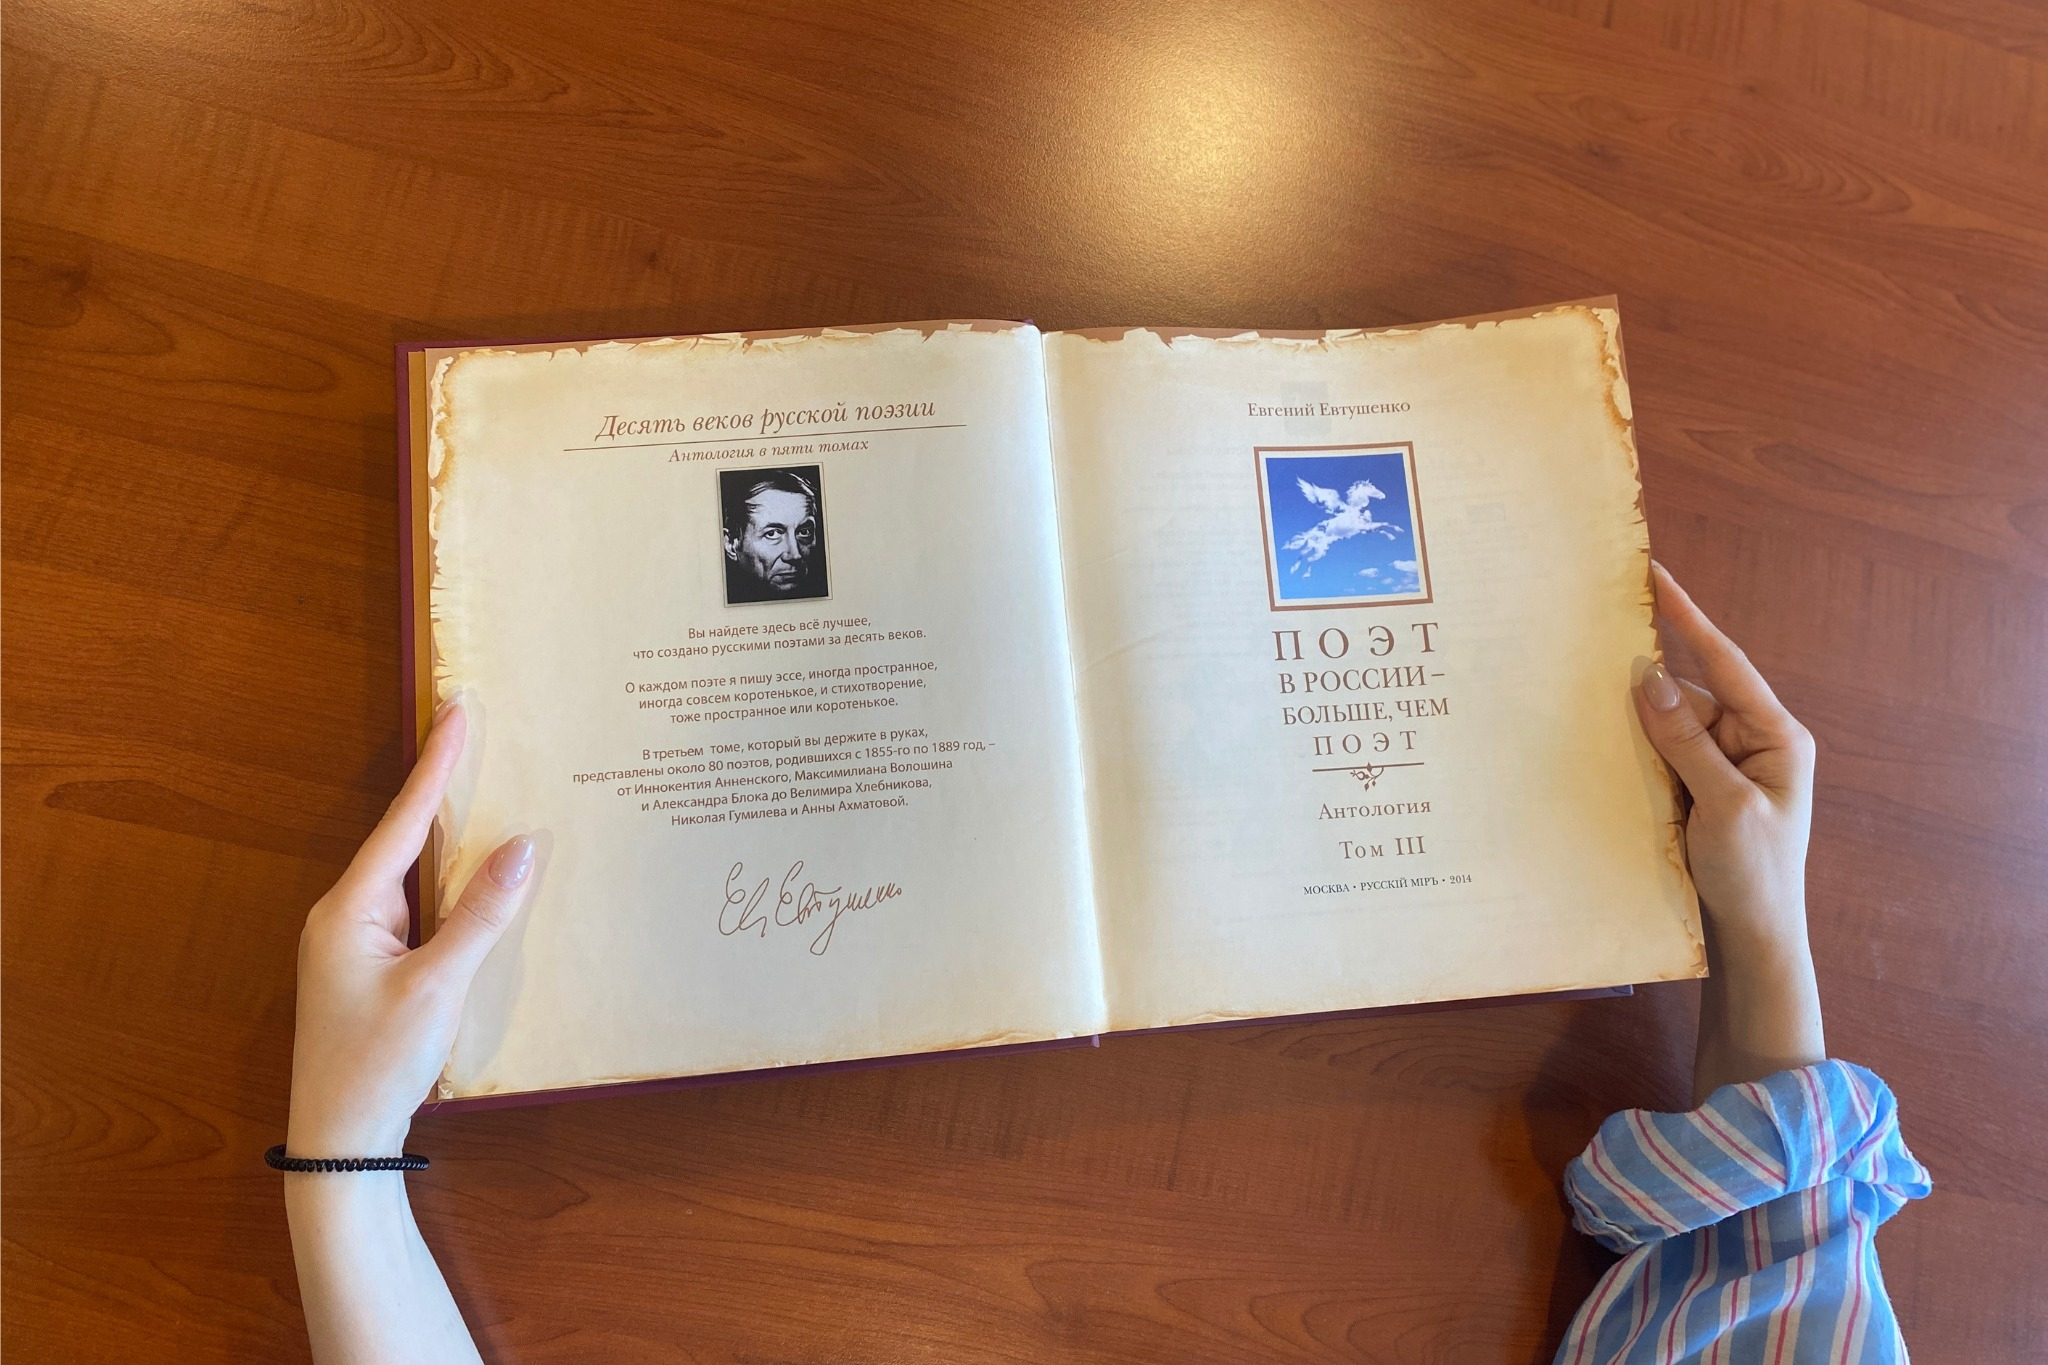 Десять веков русской поэзии
Антология в пяти томах
Вы найдете здесь всё лучшее,
что создано русскими поэтами за десять веков.
О каждом поэте я пишу эссе, иногда пространное,
иногда совсем коротенькое, и стихотворение,
тоже пространное или коротенькое.
В третьем томе, который вы держите в руках,
представлены около 80 поэтов, родившихся с 1855-го по 1889 год, –
от Иннокентия Анненского, Максимилиана Волошина
и Александра Блока до Велимира Хлебникова,
Николая Гумилева и Анны Ахматовой.
Евг Евтушенко
Евгений Евтушенко
ПОЭТ
В РОССИИ –
БОЛЬШЕ, ЧЕМ
ПОЭТ
Антология
Том III
МОСКВА • РУССКІЙ МІРЪ • 2014